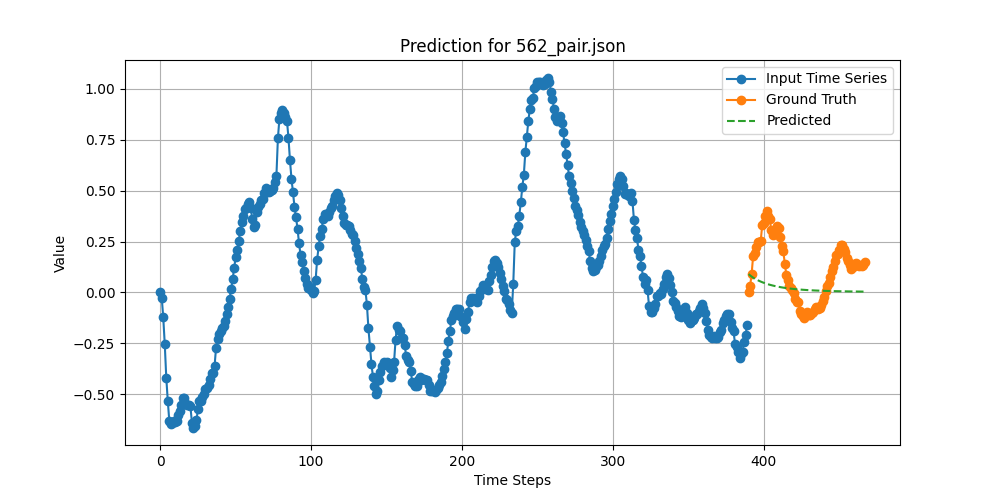 Prediction for 562_pair.json
Input Time Series
Ground Truth
Predicted
1.00
0.75
0.50
0.25
0.00
−0.25
−0.50
Value
0
100
200
300
400
Time Steps